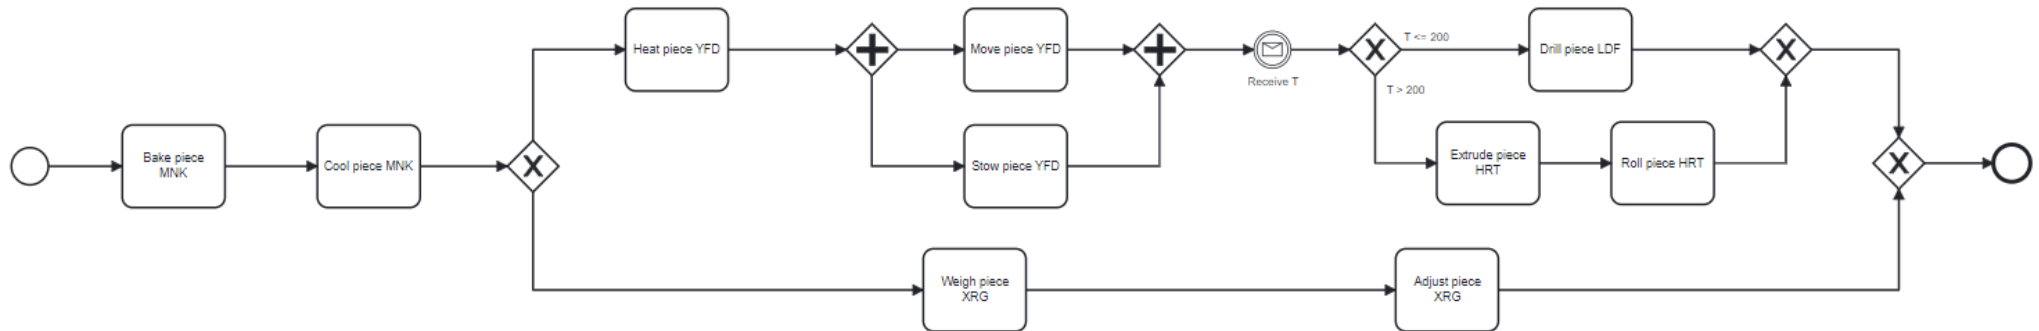 Bake piece
MNK
Cool piece MNK
Heat piece YFD
Move piece YFD
Stow piece YFD
Receive T
T <= 200
T > 200
Drill piece LDF
Extrude piece
HRT
Roll piece HRT
Weigh piece
XRG
Adjust piece
XRG